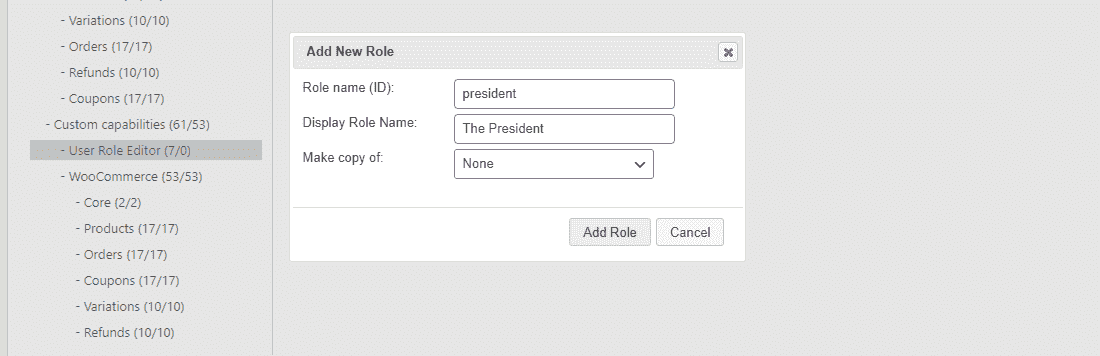 - Variations (10/10)
- Orders (17/17)
- Refunds (10/10)
- Coupons (17/17)
- Custom capabilities (61/53)
- User Role Editor (7/0)
- WooCommerce (53/53)
- Core (2/2)
- Products (17/17)
- Orders (17/17)
- Coupons (17/17)
- Variations (10/10)
- Refunds (10/10)
Add New Role
Role name (ID): president
Display Role Name: The President
Make copy of: None
Add Role Cancel